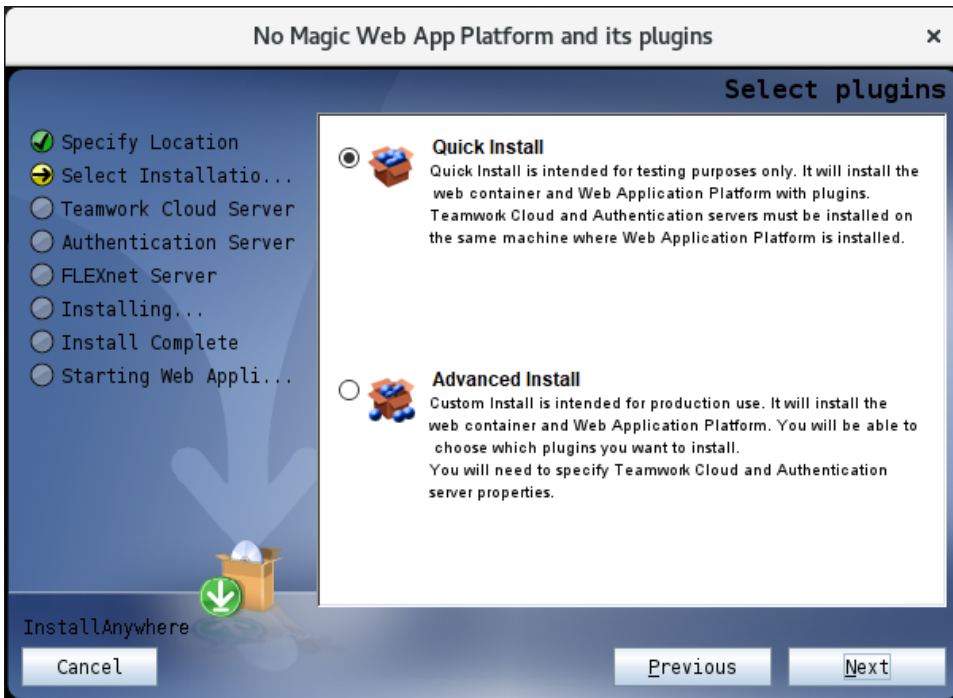 No Magic Web App Platform and its plugins
×
Select plugins
Specify Location
Select Installatio...
Teamwork Cloud Server
Authentication Server
FLEXnet Server
Installing...
Install Complete
Starting Web Appli...
Quick Install
Quick Install is intended for testing purposes only. It will install the
web container and Web Application Platform with plugins.
Teamwork Cloud and Authentication servers must be installed on
the same machine where Web Application Platform is installed.
Advanced Install
Custom Install is intended for production use. It will install the
web container and Web Application Platform. You will be able to
choose which plugins you want to install.
You will need to specify Teamwork Cloud and Authentication
server properties.
InstallAnywhere
Cancel
Previous
Next